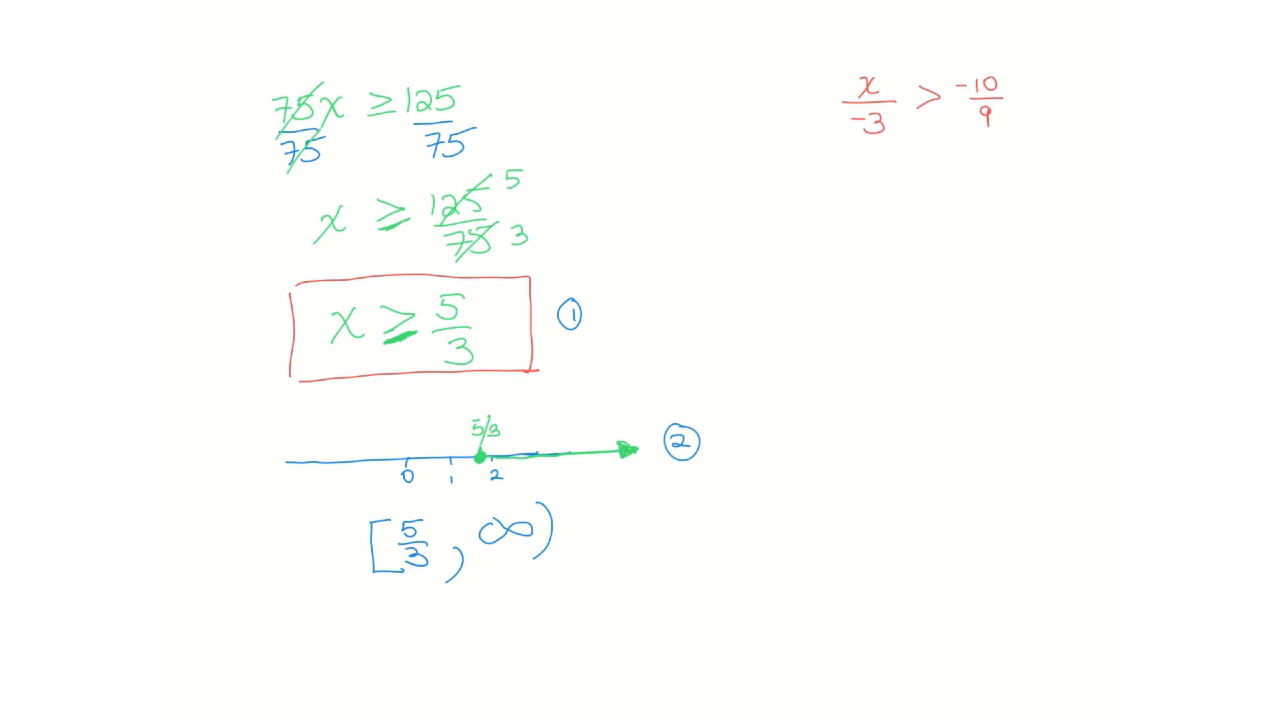 75x ≥ 125
75 75
x ≥ 125/75 5 3
x ≥ 5/3 ①
5/3
0 1 2 ②
[5/3, ∞)
x/-3 > -10/9